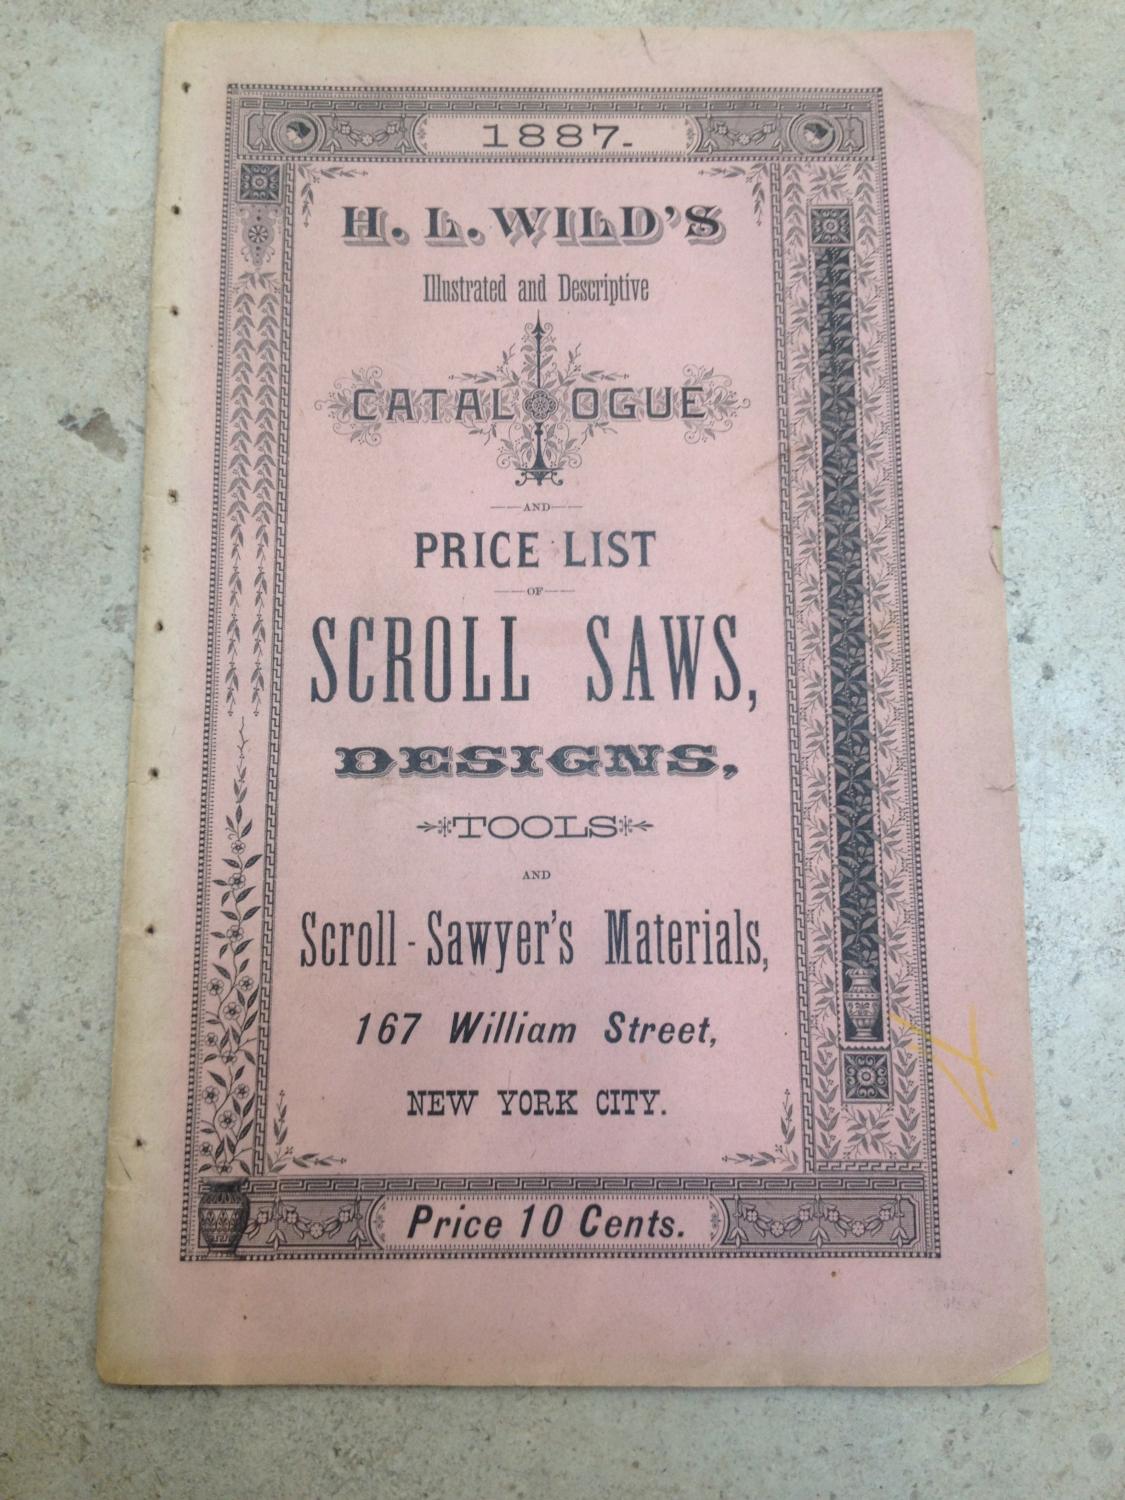 1887.
H. L. WILD'S
Illustrated and Descriptive
CATALOGUE
AND
PRICE LIST
OF
SCROLL SAWS,
DESIGNS,
TOOLS
AND
Scroll-Sawyer's Materials,
167 William Street,
NEW YORK CITY.
Price 10 Cents.